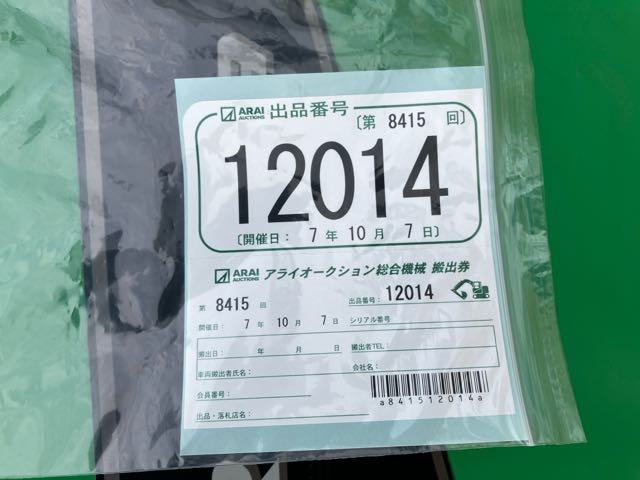 ARAI AUCTIONS 出品番号
〔第 8415 回〕
12014
〔開催日： 7 年 10 月 7 日〕
ARAI AUCTIONS アライオークション総合機械 搬出券
第 8415 回
出品番号： 12014
開催日： 7 年 10 月 7 日
シリアル番号
搬出日： 年 月 日
搬出者TEL：
車両搬出者氏名：
会社名：
会員番号：
出品・落札店名：
a841512014a